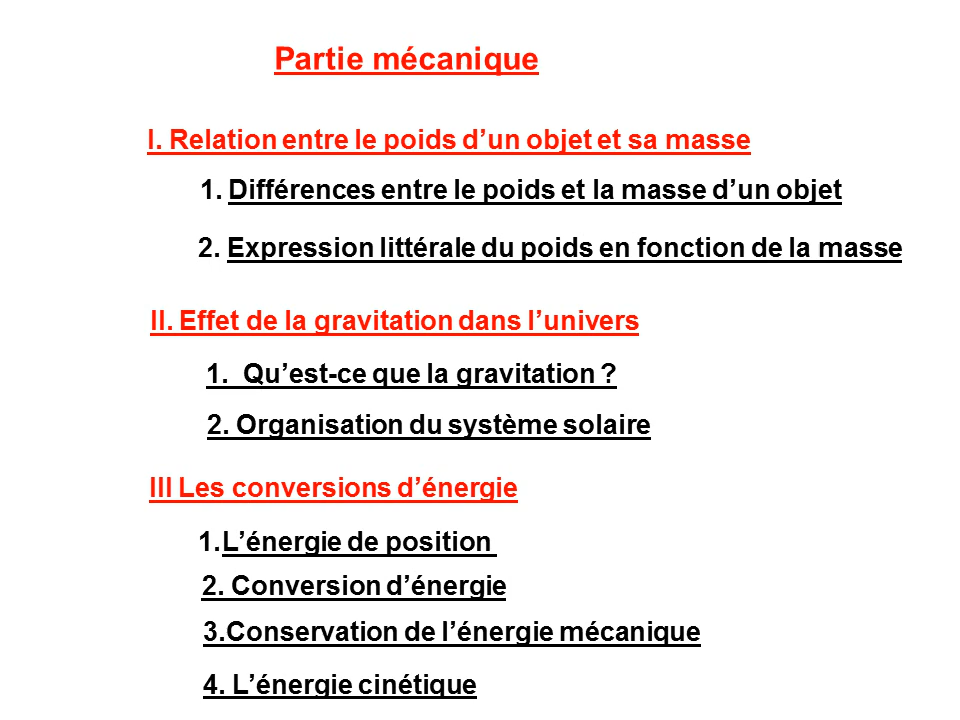 Partie mécanique
I. Relation entre le poids d’un objet et sa masse
1. Différences entre le poids et la masse d’un objet
2. Expression littérale du poids en fonction de la masse
II. Effet de la gravitation dans l’univers
1. Qu’est-ce que la gravitation ?
2. Organisation du système solaire
III Les conversions d’énergie
1.L’énergie de position
2. Conversion d’énergie
3.Conservation de l’énergie mécanique
4. L’énergie cinétique